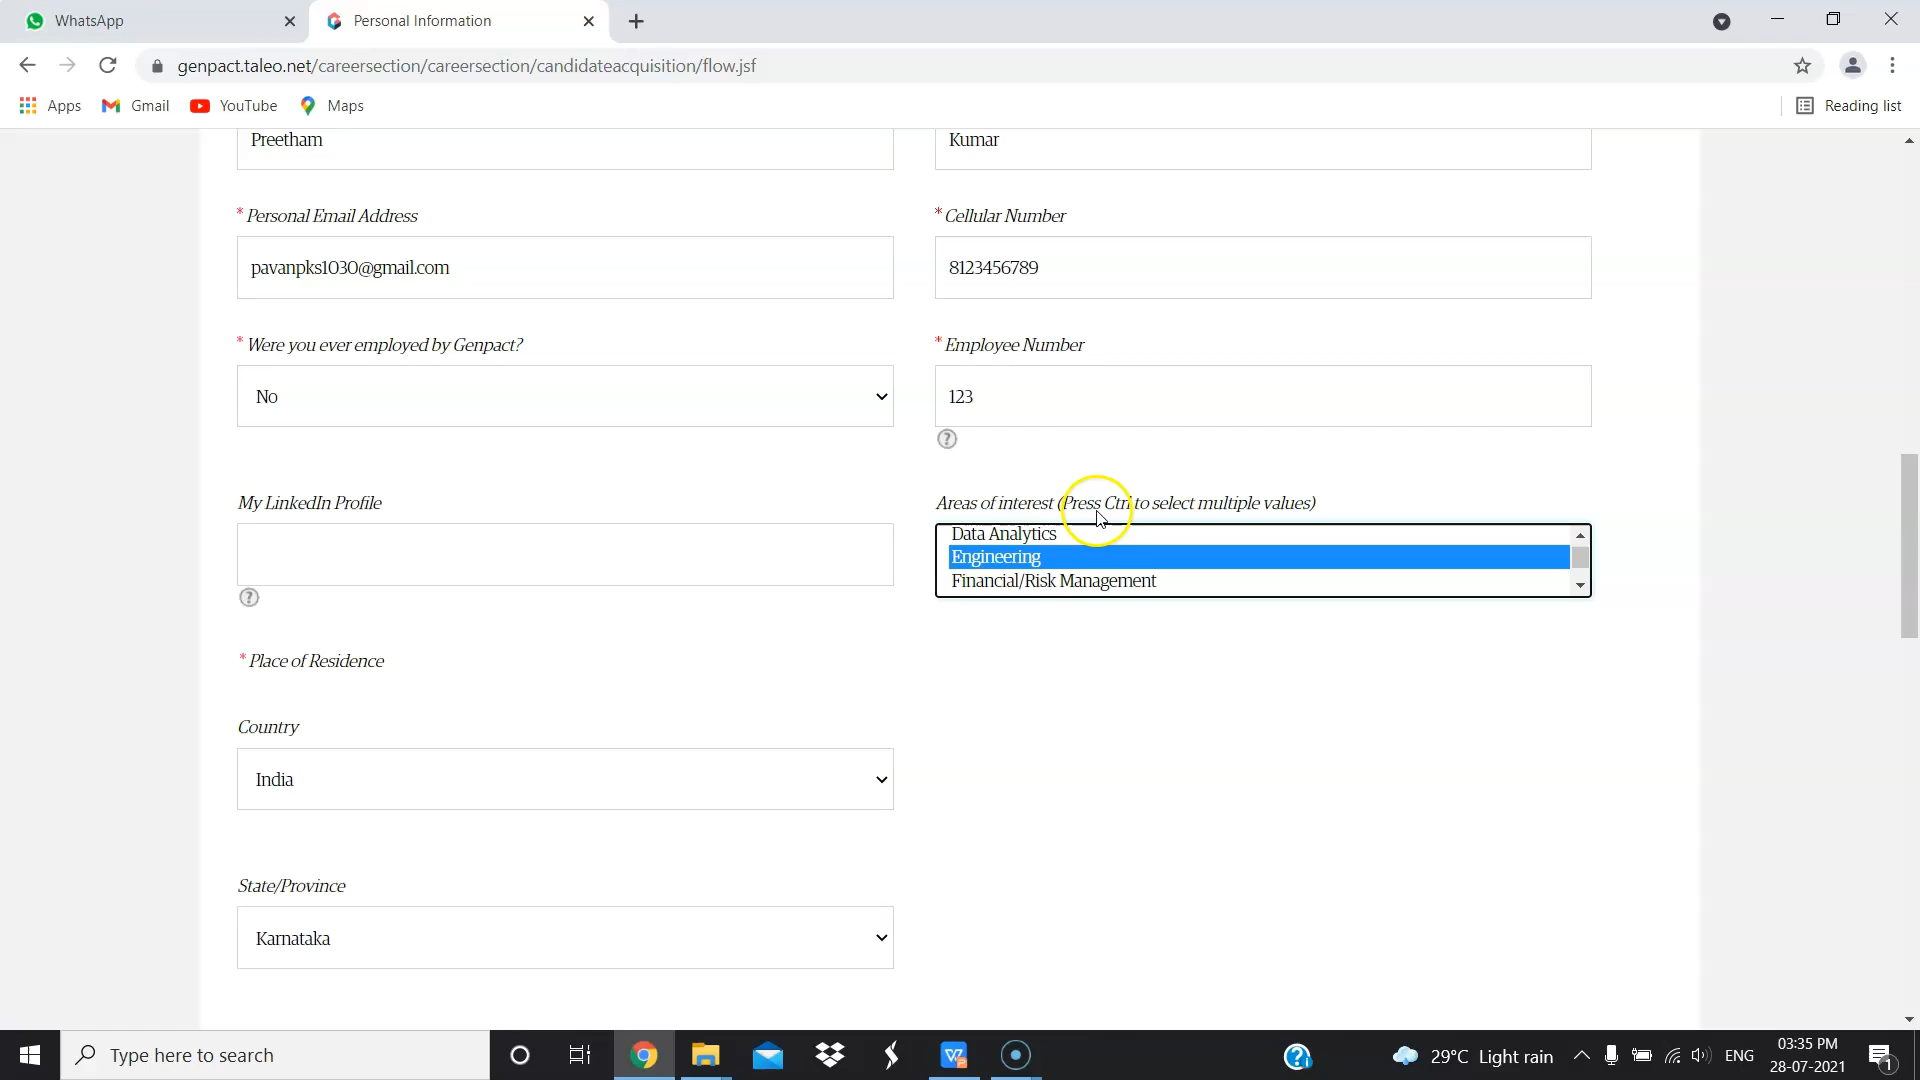 WhatsApp
Personal Information
genpact.taleo.net/careersection/careersection/candidateacquisition/flow.jsf
Apps
Gmail
YouTube
Maps
Reading list
Preetham
Kumar
* Personal Email Address
* Cellular Number
pavanpks1030@gmail.com
8123456789
* Were you ever employed by Genpact?
* Employee Number
No
123
?
My LinkedIn Profile
Areas of interest (Press Ctrl to select multiple values)
Data Analytics
Engineering
Financial/Risk Management
?
* Place of Residence
Country
India
State/Province
Karnataka
Type here to search
29°C Light rain
ENG
03:35 PM
28-07-2021
1